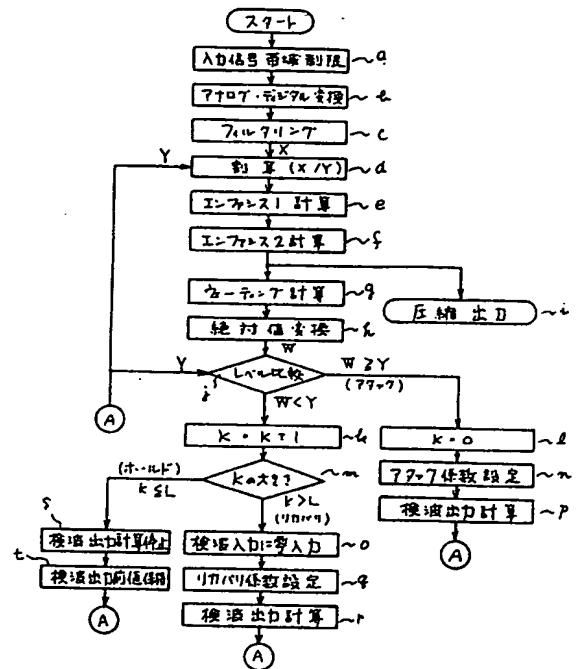 スタート
入力信号帯域制限 ~a
アナログ・ディジタル変換 ~b
フィルタリング ~c
X
Y
割算 (X/Y) ~d
エンファシス1計算 ~e
エンファシス2計算 ~f
ウェーティング計算 ~g
圧縮出力 ~i
絶対値変換 ~h
W
Y
レベル比較
j
W≧Y
(アタック)
A
W<Y
k=k+1 ~k
k=0 ~l
(ホールド)
k≦L
kの大きさ ~m
アタック係数設定 ~n
k>L
(リカバリ)
検波出力計算 ~p
s
検波出力計算停止
検波入力に零入力 ~o
t
検波出力前値保持
リカバリ係数設定 ~q
A
A
検波出力計算 ~r
A